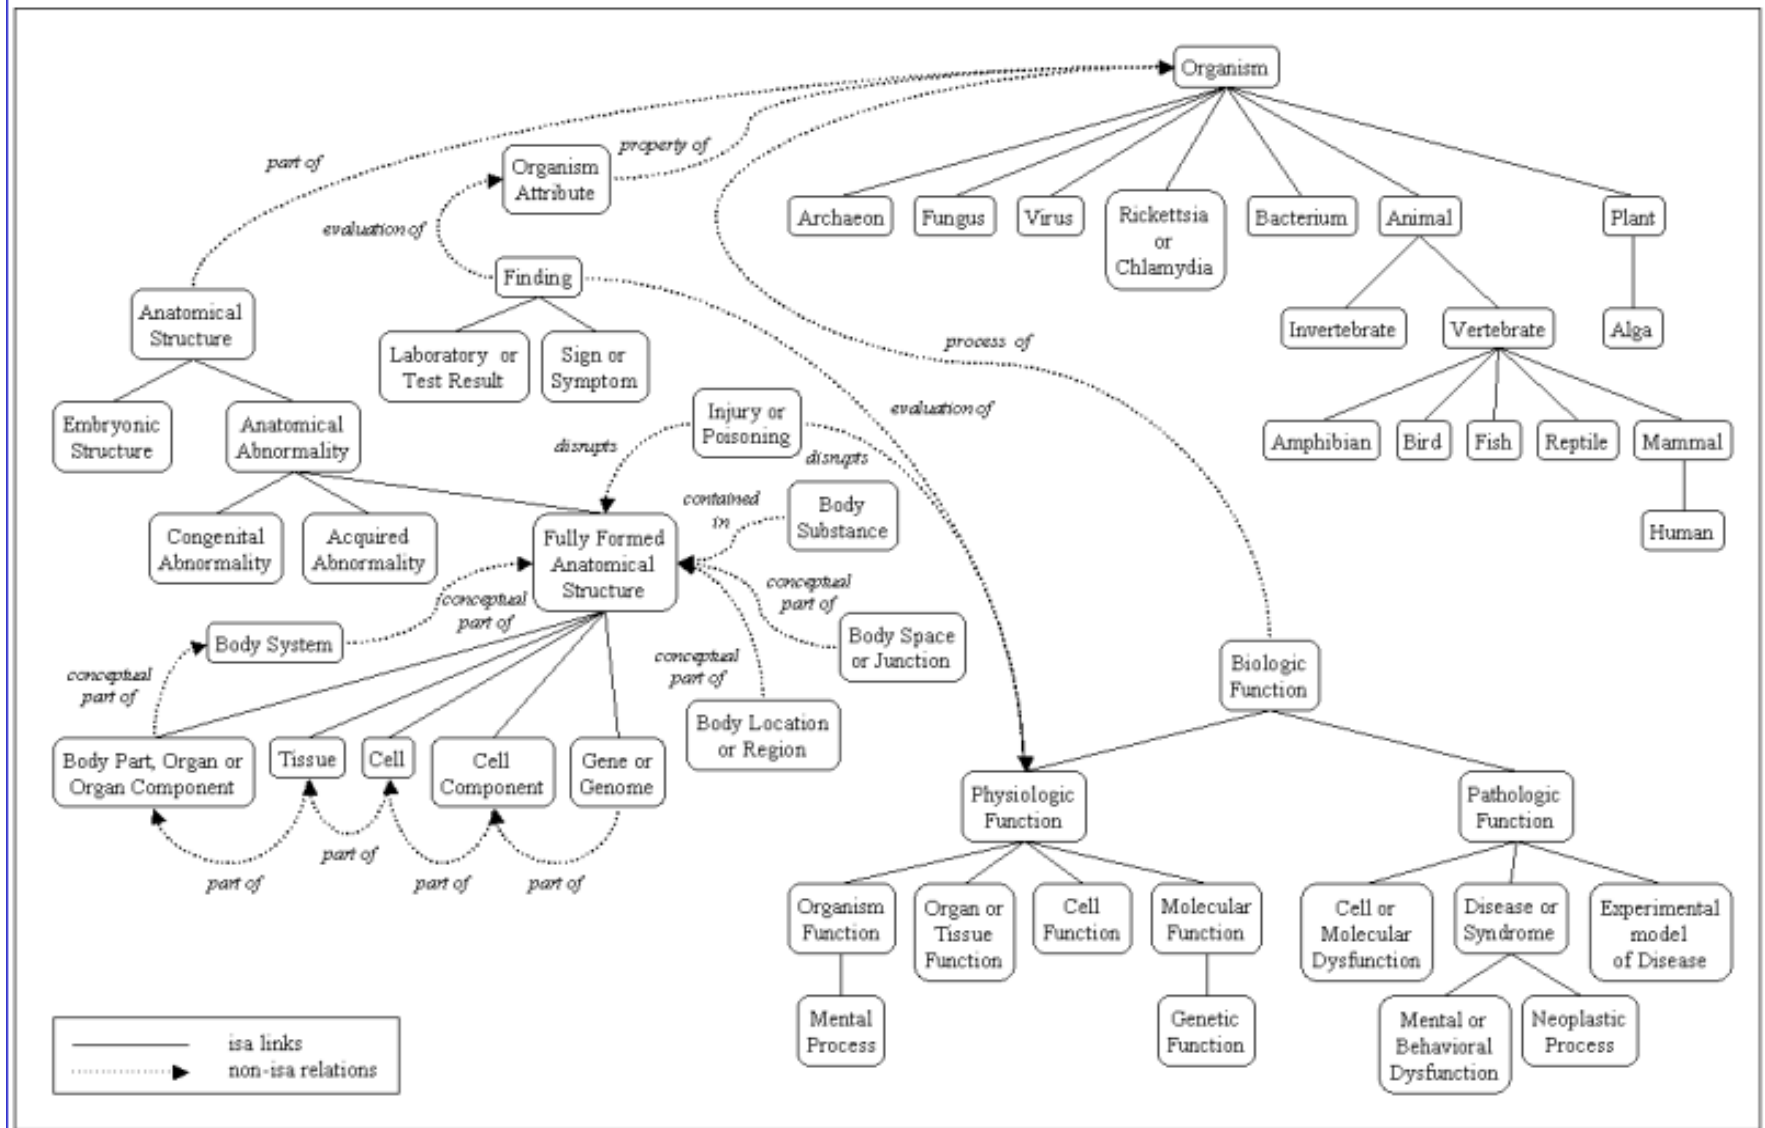 Organism
part of
property of
Organism
Attribute
evaluation of
Archaeon
Fungus
Virus
Rickettsia
or
Chlamydia
Bacterium
Animal
Plant
Finding
Anatomical
Structure
Laboratory or
Test Result
Sign or
Symptom
process of
Invertebrate
Vertebrate
Alga
Embryonic
Structure
Anatomical
Abnormality
Injury or
Poisoning
evaluation of
disrupts
disrupts
Amphibian
Bird
Fish
Reptile
Mammal
Human
Congenital
Abnormality
Acquired
Abnormality
Fully Formed
Anatomical
Structure
contained
in
Body
Substance
conceptual
part of
conceptual
part of
Body System
Body Space
or Junction
conceptual
part of
conceptual
part of
Body Location
or Region
Biologic
Function
Body Part, Organ or
Organ Component
Tissue
Cell
Cell
Component
Gene or
Genome
Physiologic
Function
Pathologic
Function
part of
part of
part of
part of
Organism
Function
Organ or
Tissue
Function
Cell
Function
Molecular
Function
Cell or
Molecular
Dysfunction
Disease or
Syndrome
Experimental
model
of Disease
Mental
Process
Genetic
Function
Mental or
Behavioral
Dysfunction
Neoplastic
Process
isa links
non-isa relations